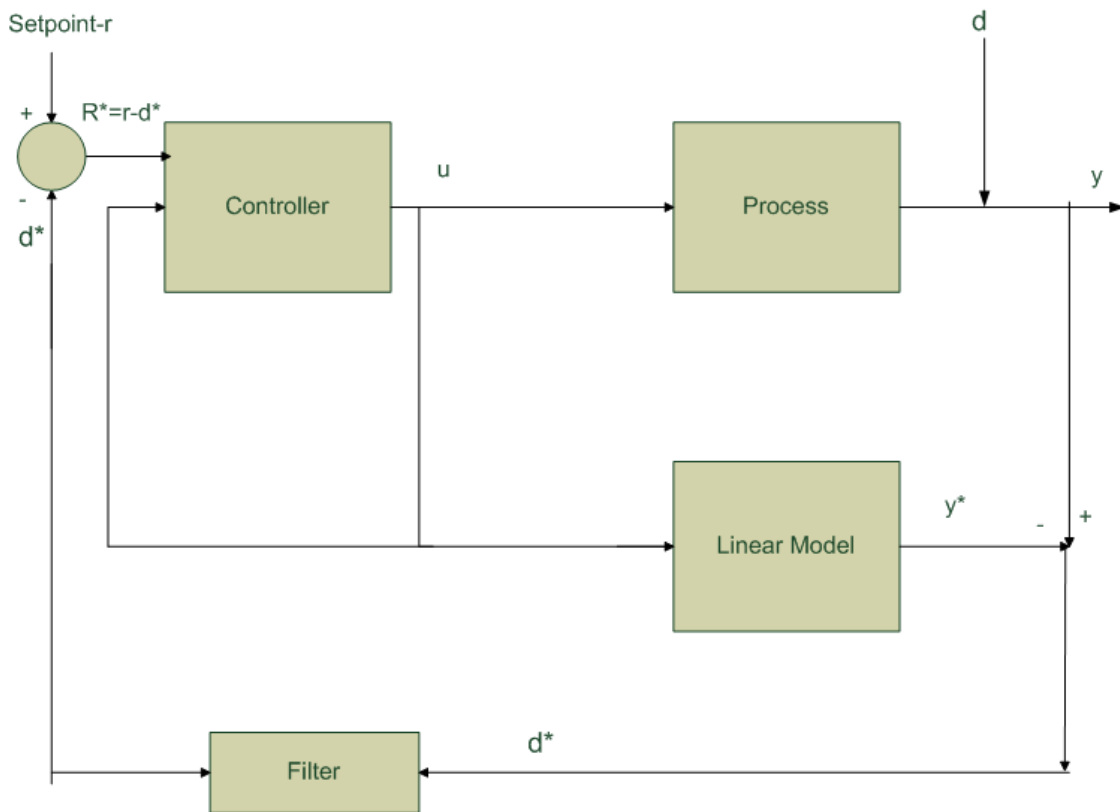 Setpoint-r
d
+
R*=r-d*
Controller
u
Process
y
-
d*
Linear Model
y*
-
+
Filter
d*